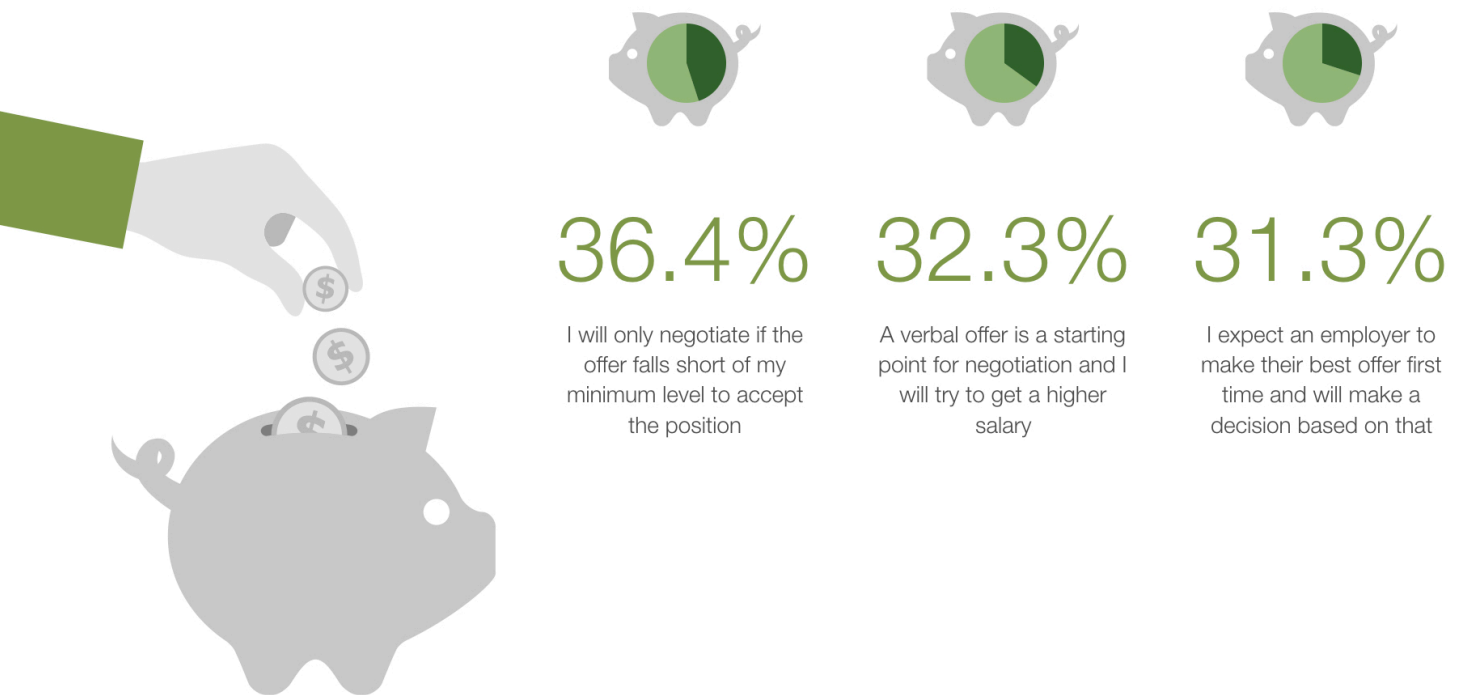 36.4%
I will only negotiate if the
offer falls short of my
minimum level to accept
the position
32.3%
A verbal offer is a starting
point for negotiation and I
will try to get a higher
salary
31.3%
I expect an employer to
make their best offer first
time and will make a
decision based on that
$
$
$